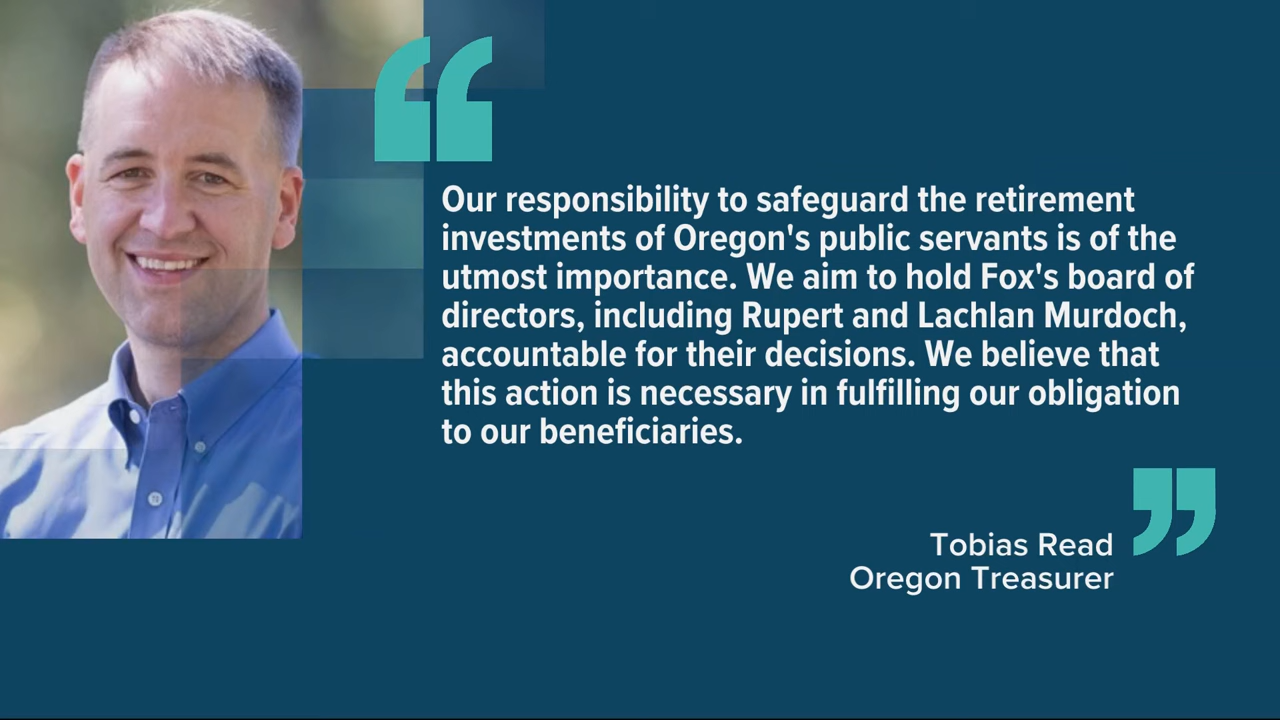 “
Our responsibility to safeguard the retirement
investments of Oregon's public servants is of the
utmost importance. We aim to hold Fox's board of
directors, including Rupert and Lachlan Murdoch,
accountable for their decisions. We believe that
this action is necessary in fulfilling our obligation
to our beneficiaries.
”
Tobias Read
Oregon Treasurer